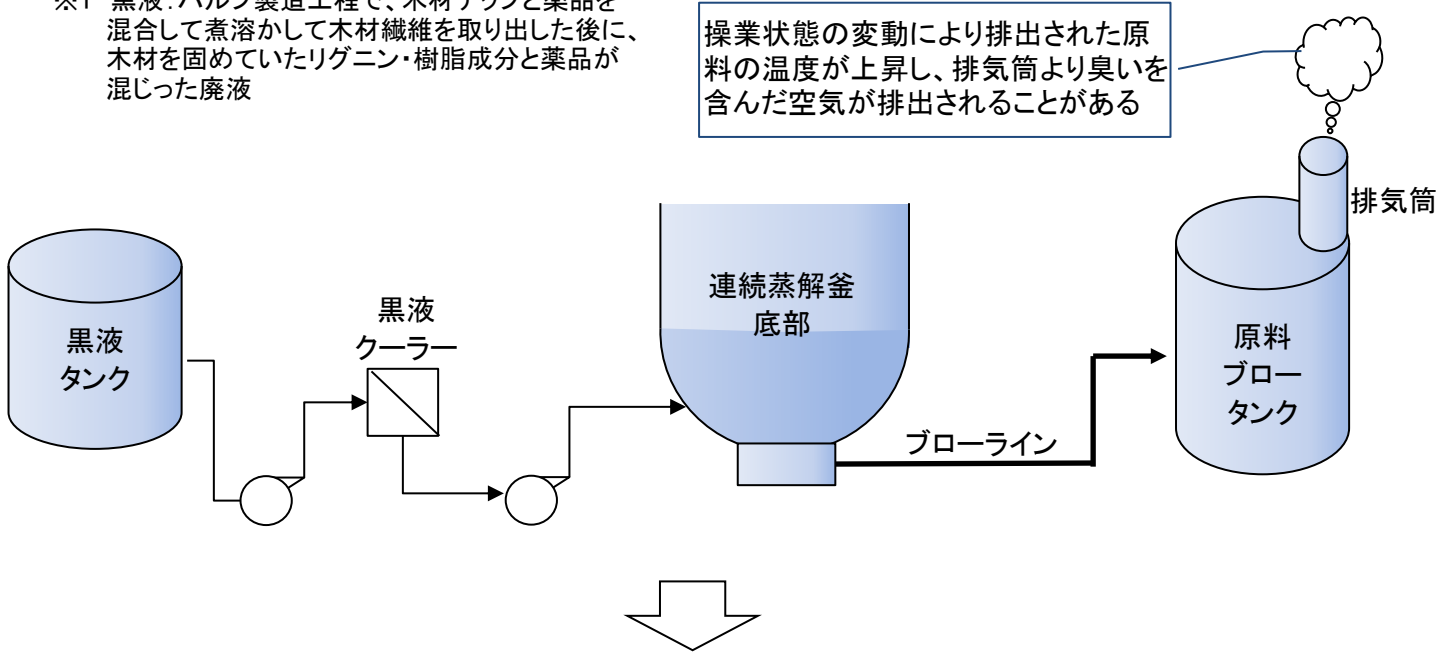 ※1 黒液：パルプ製造工程で、木材チップと薬品を
混合して煮溶かして木材繊維を取り出した後に、
木材を固めていたリグニン・樹脂成分と薬品が
混じった廃液
操業状態の変動により排出された原
料の温度が上昇し、排気筒より臭いを
含んだ空気が排出されることがある
排気筒
黒液
タンク
黒液
クーラー
連続蒸解釜
底部
ブローライン
原料
ブロー
タンク